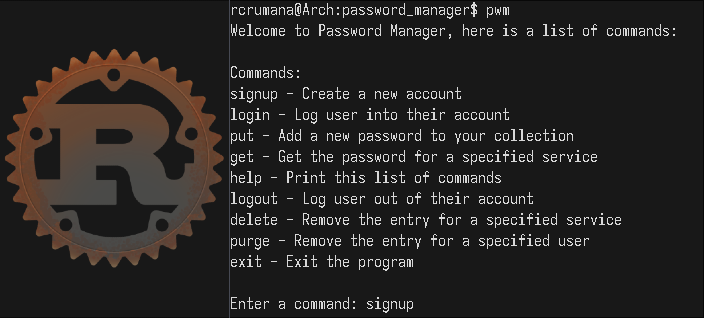 R
rcrumana@Arch:password_manager$ pwm
Welcome to Password Manager, here is a list of commands:
Commands:
signup - Create a new account
login - Log user into their account
put - Add a new password to your collection
get - Get the password for a specified service
help - Print this list of commands
logout - Log user out of their account
delete - Remove the entry for a specified service
purge - Remove the entry for a specified user
exit - Exit the program
Enter a command: signup